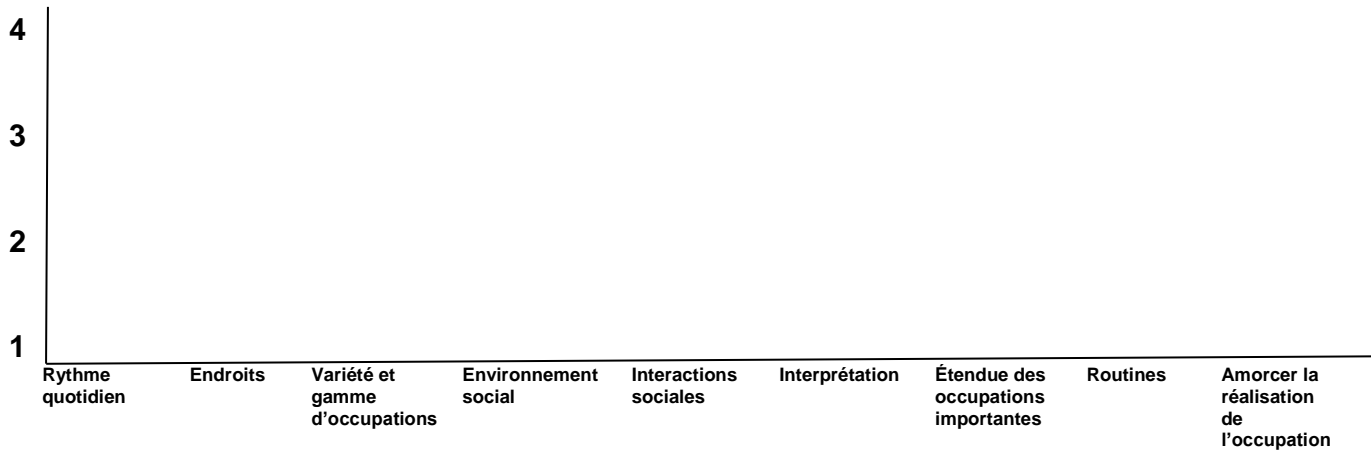 4
3
2
1
Rythme
quotidien
Endroits
Variété et
gamme
d'occupations
Environnement
social
Interactions
sociales
Interprétation
Étendue des
occupations
importantes
Routines
Amorcer la
réalisation
de
l'occupation